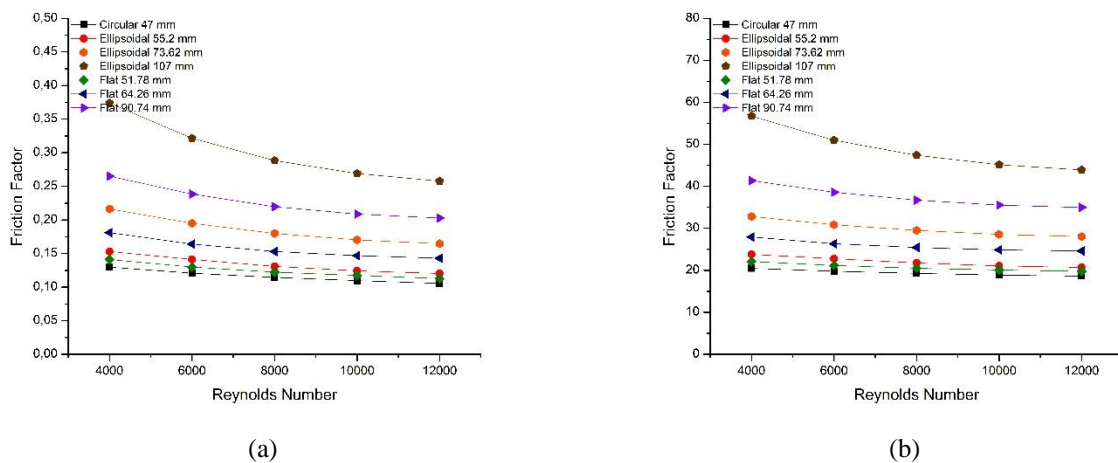 0,50
0,45
0,40
0,35
0,30
0,25
0,20
0,15
0,10
0,05
0,00
Friction Factor
Circular 47 mm
Ellipsoidal 55.2 mm
Ellipsoidal 73.62 mm
Ellipsoidal 107 mm
Flat 51.78 mm
Flat 64.26 mm
Flat 90.74 mm
4000 6000 8000 10000 12000
Reynolds Number
(a)
80
70
60
50
40
30
20
10
0
Friction Factor
Circular 47 mm
Ellipsoidal 55.2 mm
Ellipsoidal 73.62 mm
Ellipsoidal 107 mm
Flat 51.78 mm
Flat 64.26 mm
Flat 90.74 mm
4000 6000 8000 10000 12000
Reynolds Number
(b)